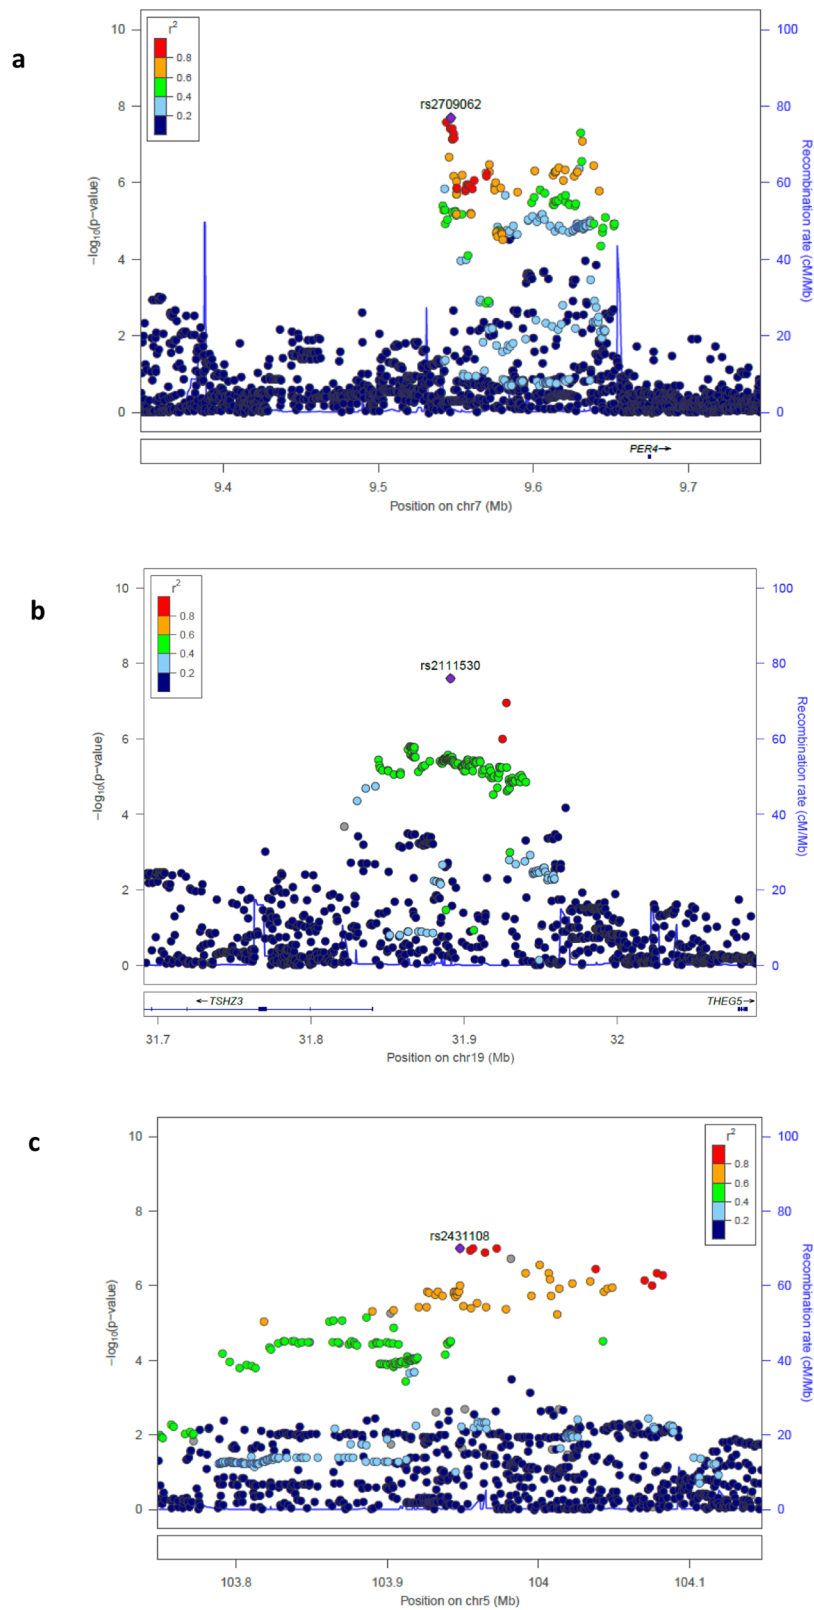 a
r2
0.8
0.6
0.4
0.2
rs2709062
10
8
6
4
2
0
−log10(p−value)
100
80
60
40
20
0
Recombination rate (cM/Mb)
PER4→
9.4 9.5 9.6 9.7
Position on chr7 (Mb)
b
r2
0.8
0.6
0.4
0.2
rs2111530
10
8
6
4
2
0
−log10(p−value)
100
80
60
40
20
0
Recombination rate (cM/Mb)
←TSHZ3 THEG5→
31.7 31.8 31.9 32
Position on chr19 (Mb)
c
r2
0.8
0.6
0.4
0.2
rs2431108
10
8
6
4
2
0
−log10(p−value)
100
80
60
40
20
0
Recombination rate (cM/Mb)
103.8 103.9 104 104.1
Position on chr5 (Mb)